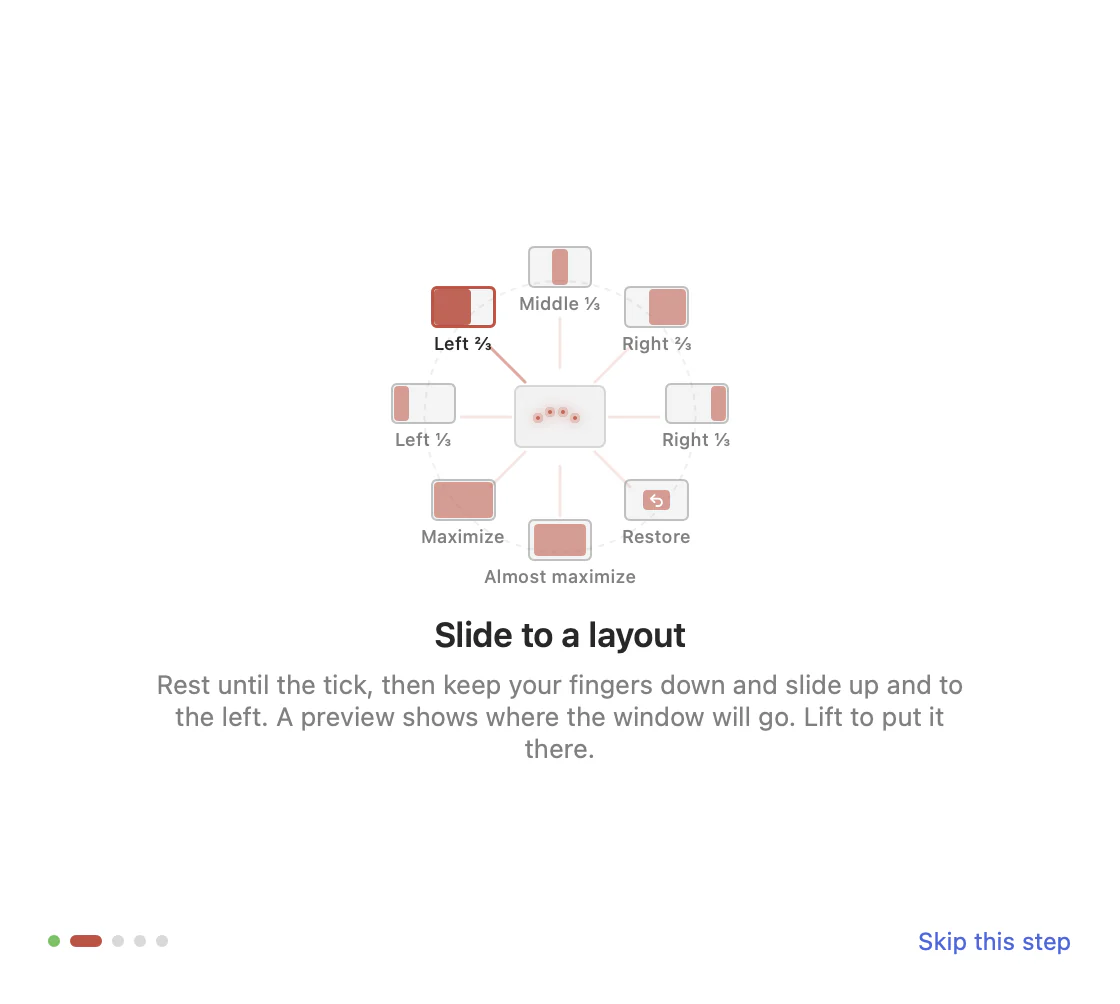 Middle ⅓
Left ⅔
Right ⅔
Left ⅓
Right ⅓
Maximize
Restore
Almost maximize
Slide to a layout
Rest until the tick, then keep your fingers down and slide up and to
the left. A preview shows where the window will go. Lift to put it
there.
Skip this step